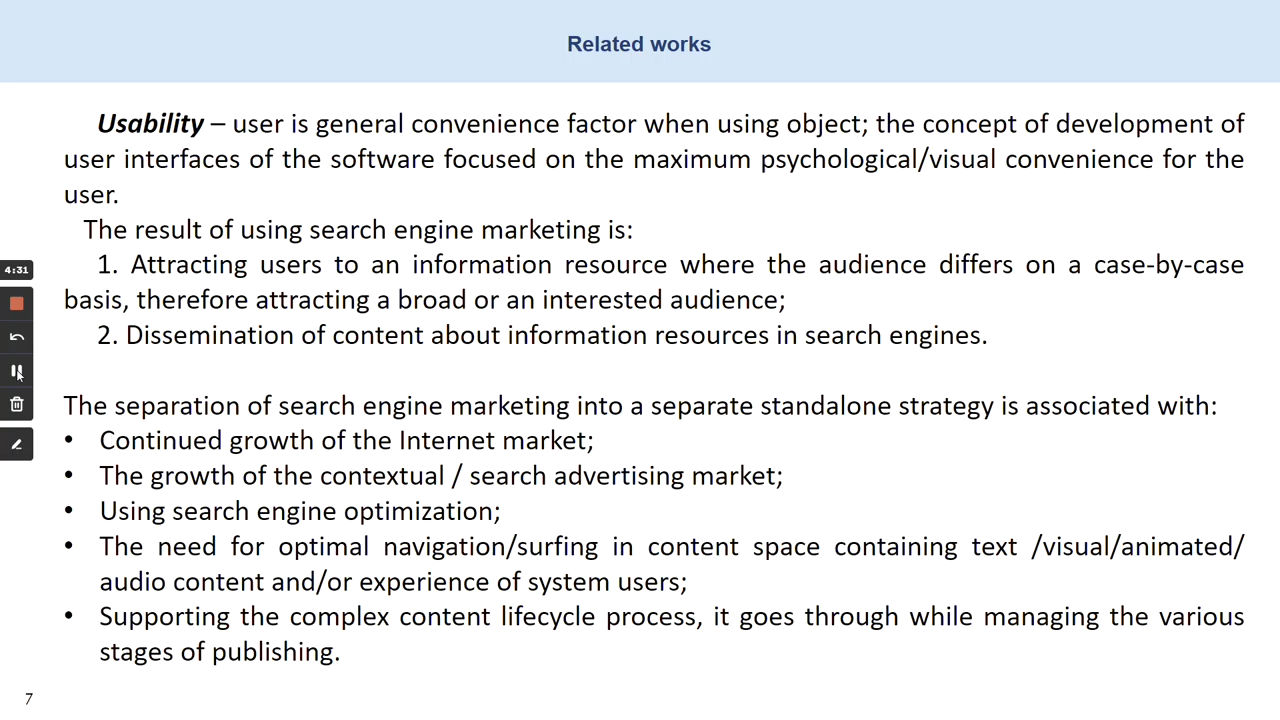 Related works
Usability – user is general convenience factor when using object; the concept of development of
user interfaces of the software focused on the maximum psychological/visual convenience for the
user.
The result of using search engine marketing is:
1. Attracting users to an information resource where the audience differs on a case-by-case
basis, therefore attracting a broad or an interested audience;
2. Dissemination of content about information resources in search engines.
4:31
The separation of search engine marketing into a separate standalone strategy is associated with:
• Continued growth of the Internet market;
• The growth of the contextual / search advertising market;
• Using search engine optimization;
• The need for optimal navigation/surfing in content space containing text /visual/animated/
audio content and/or experience of system users;
• Supporting the complex content lifecycle process, it goes through while managing the various
stages of publishing.
7